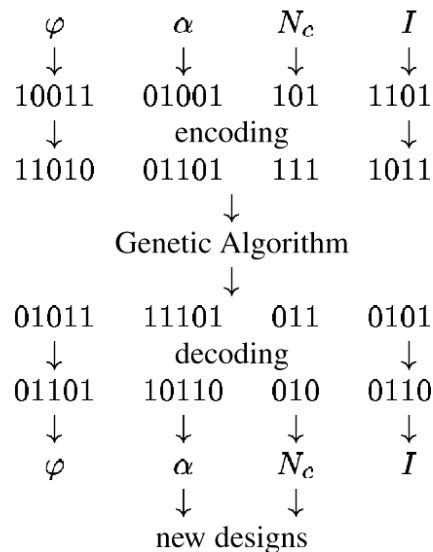 φ α N_c I
↓ ↓ ↓ ↓
10011 01001 101 1101
↓ encoding ↓
11010 01101 111 1011
↓
Genetic Algorithm
↓
01011 11101 011 0101
↓ decoding ↓
01101 10110 010 0110
↓ ↓ ↓ ↓
φ α N_c I
↓ ↓
new designs